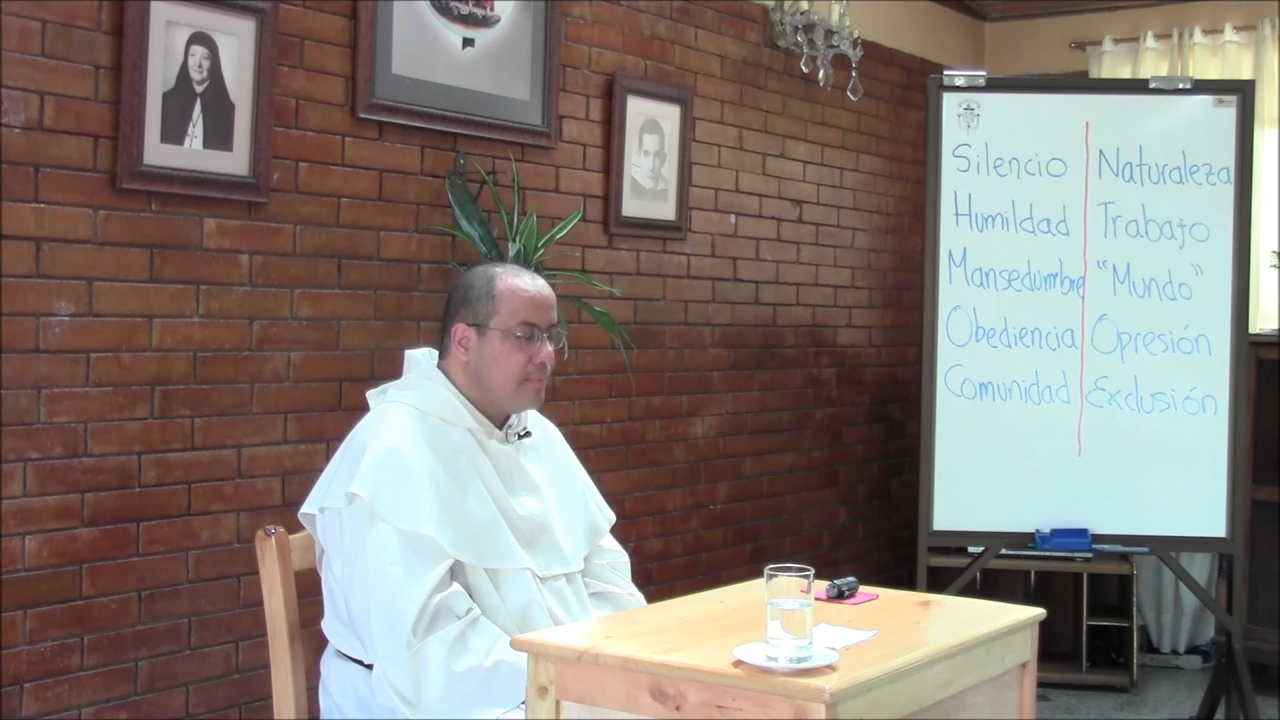 Silencio Naturaleza
Humildad Trabajo
Mansedumbre "Mundo"
Obediencia Opresión
Comunidad Exclusión